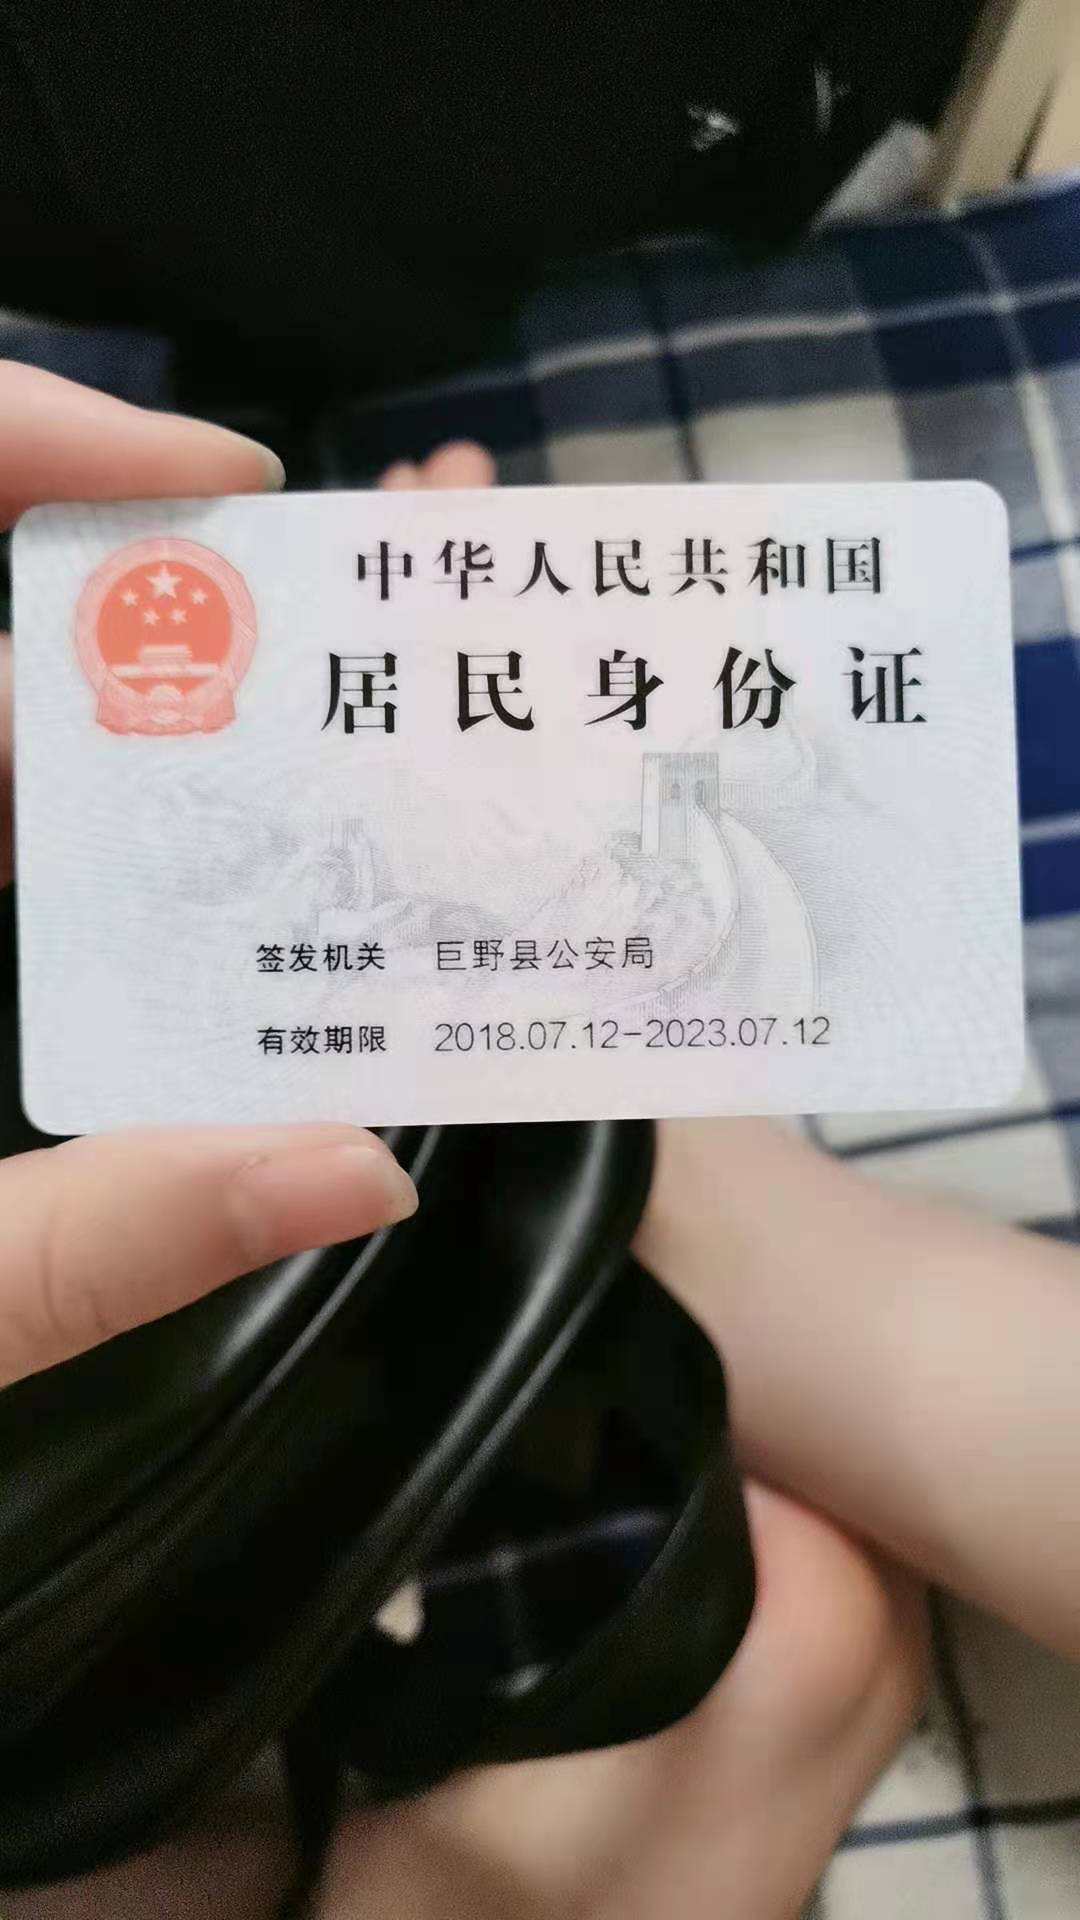 中华人民共和国
居民身份证
签发机关 巨野县公安局
有效期限 2018.07.12-2023.07.12